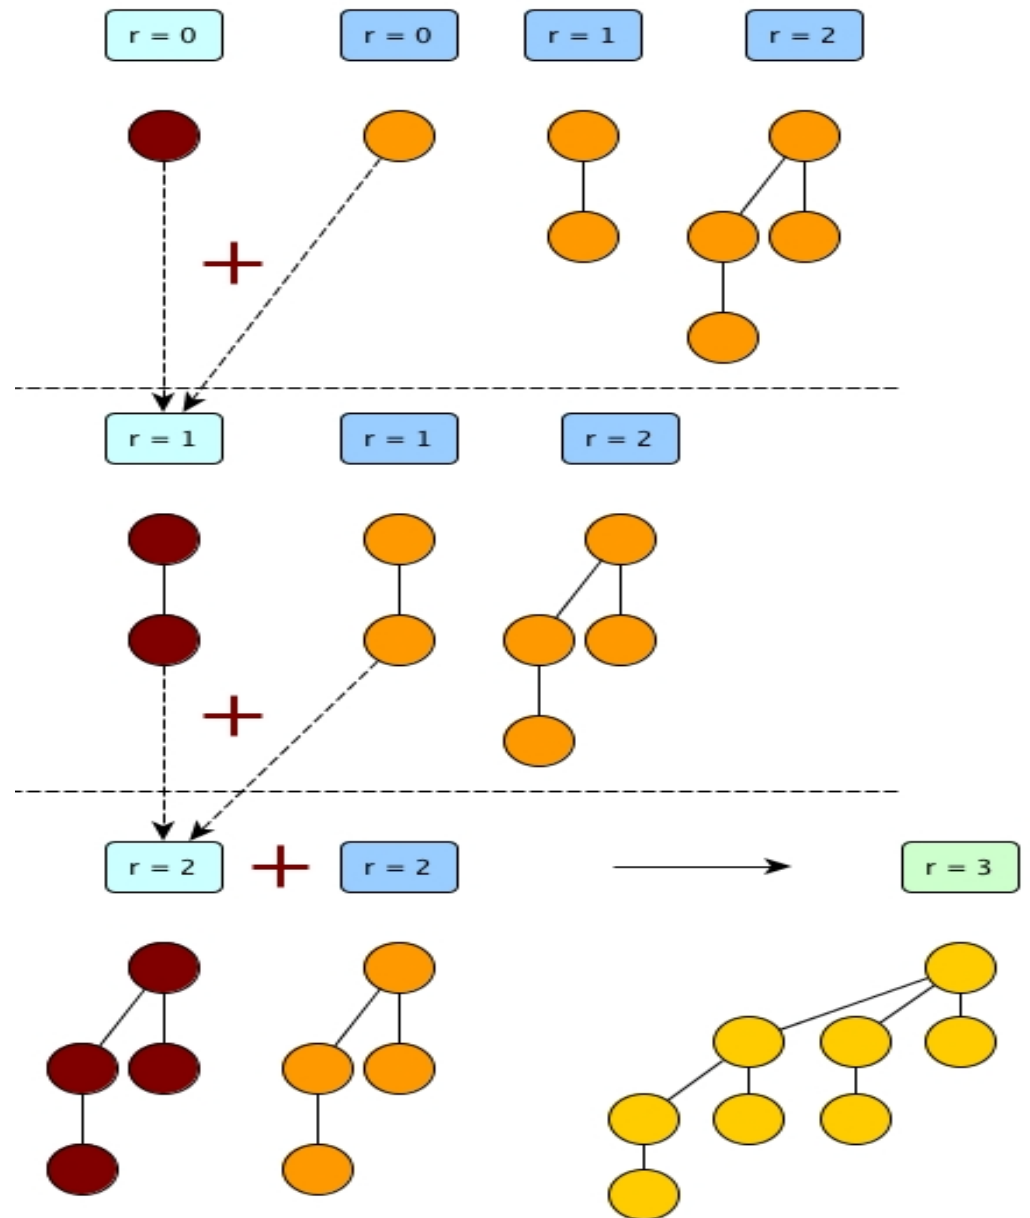 r = 0
r = 0
r = 1
r = 2
+
r = 1
r = 1
r = 2
+
r = 2
+
r = 2
r = 3